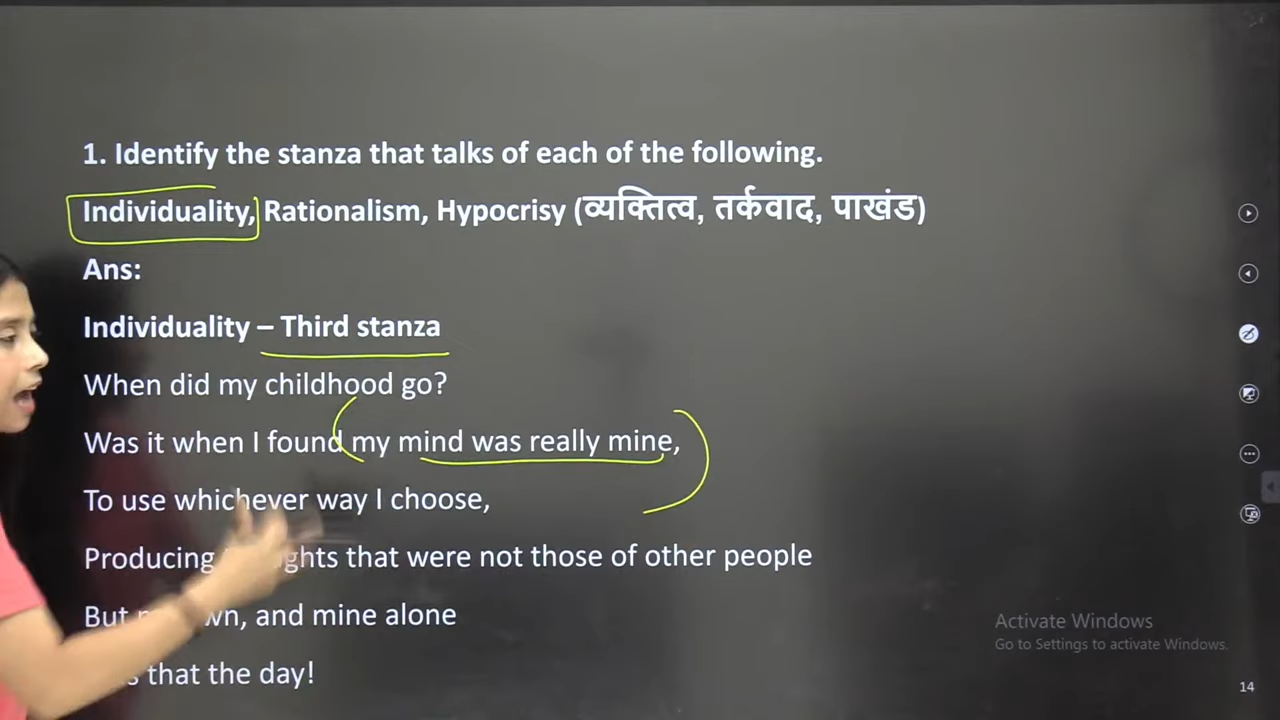 1. Identify the stanza that talks of each of the following.
Individuality, Rationalism, Hypocrisy (व्यक्तित्व, तर्कवाद, पाखंड)
Ans:
Individuality – Third stanza
When did my childhood go?
Was it when I found my mind was really mine,
To use whichever way I choose,
Producing that were not those of other people
But and mine alone
that the day!
Activate Windows
Go to Settings to activate Windows.
14